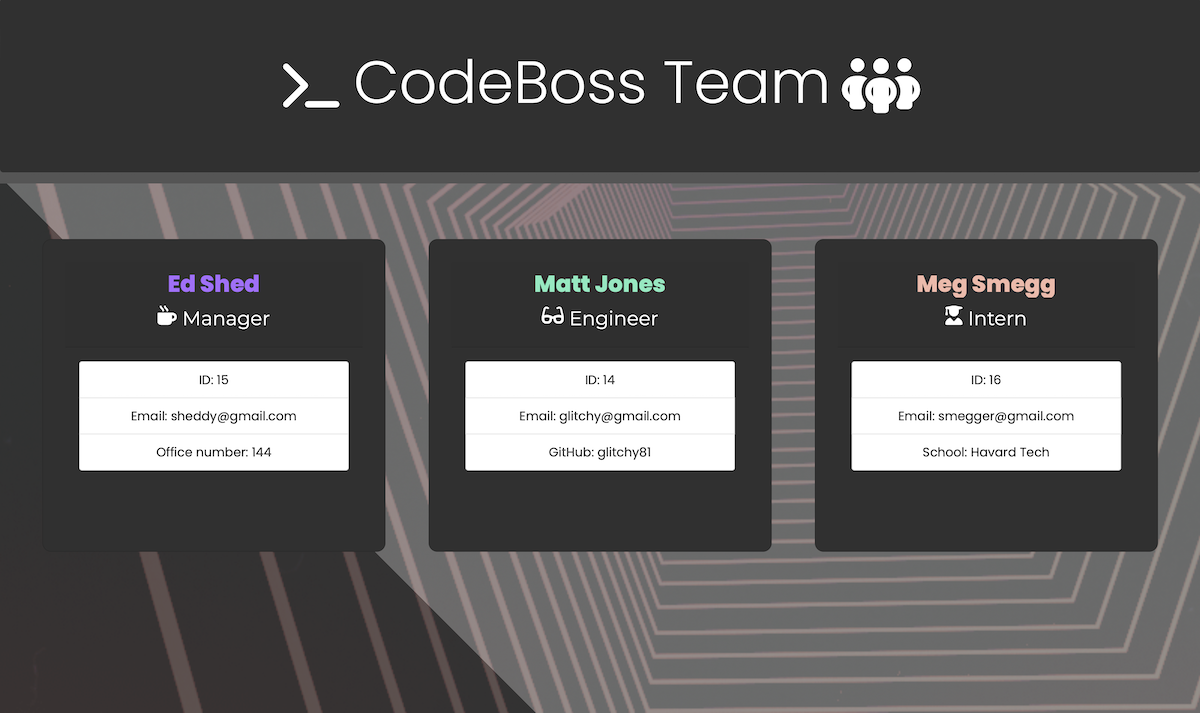 CodeBoss Team
Ed Shed
Manager
ID: 15
Email: sheddy@gmail.com
Office number: 144
Matt Jones
Engineer
ID: 14
Email: glitchy@gmail.com
GitHub: glitchy81
Meg Smegg
Intern
ID: 16
Email: smegger@gmail.com
School: Havard Tech